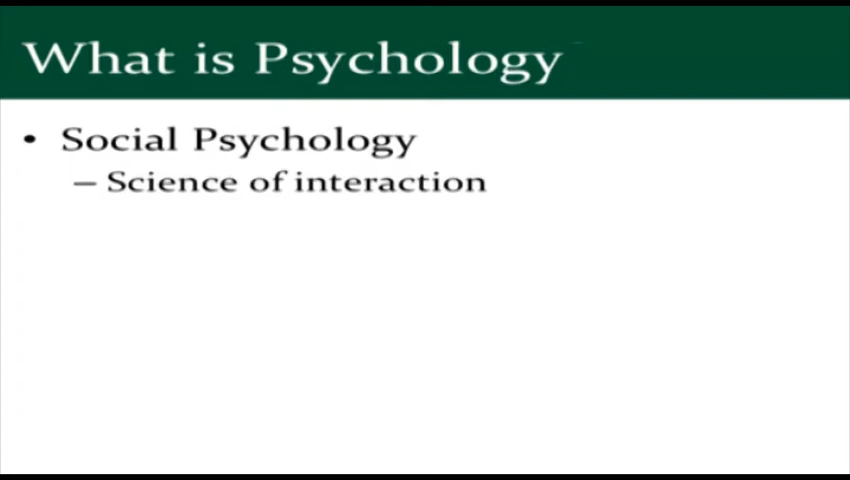 What is Psychology
• Social Psychology
– Science of interaction